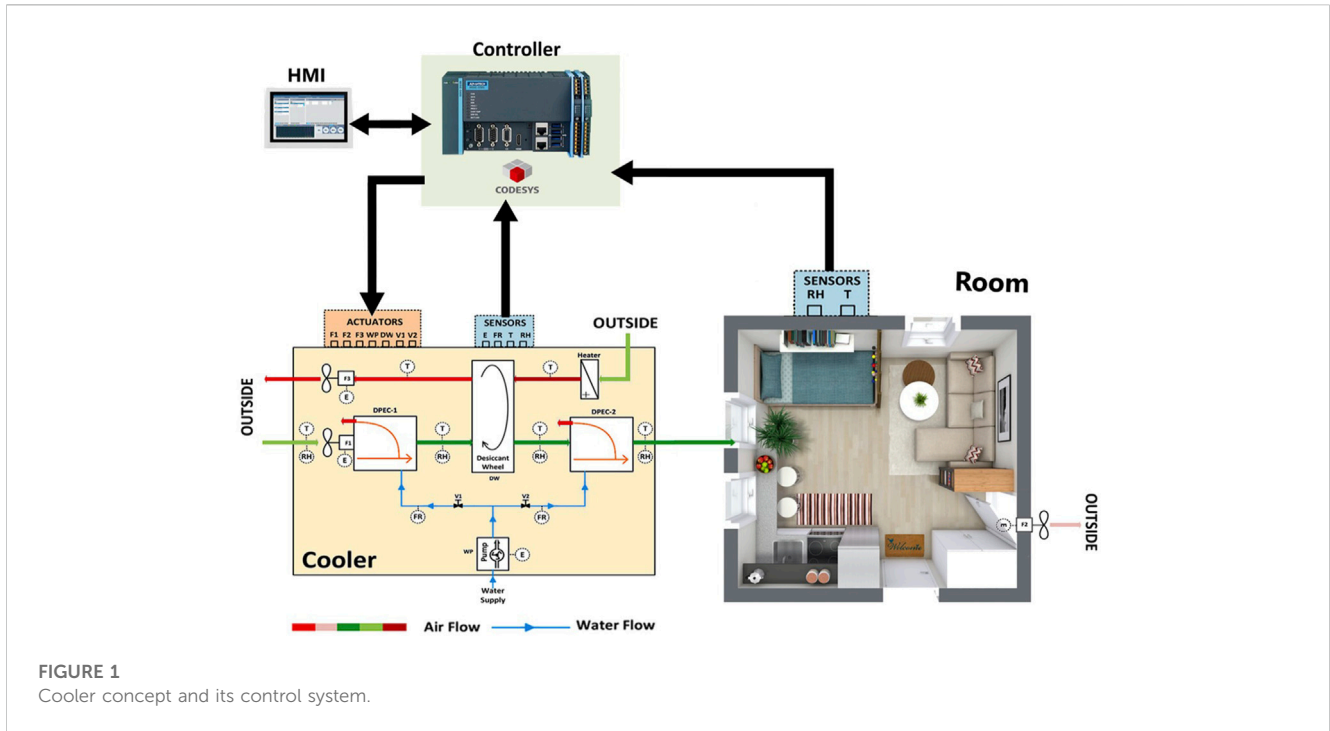 Controller
HMI
CODESYS
SENSORS
RH T
Room
ACTUATORS
F1 F2 F3 WP DW V1 V2
SENSORS
E FR T RH
OUTSIDE
Heater
OUTSIDE
F3
E
T
T
DPEC-1
DPEC-2
T
RH
F1
E
T
RH
T
RH
T
RH
Desiccant
Wheel
DW
V1
V2
FR
FR
WP
Pump
E
Cooler
Water
Supply
Welcome
m
F2
OUTSIDE
Air Flow
Water Flow
FIGURE 1
Cooler concept and its control system.